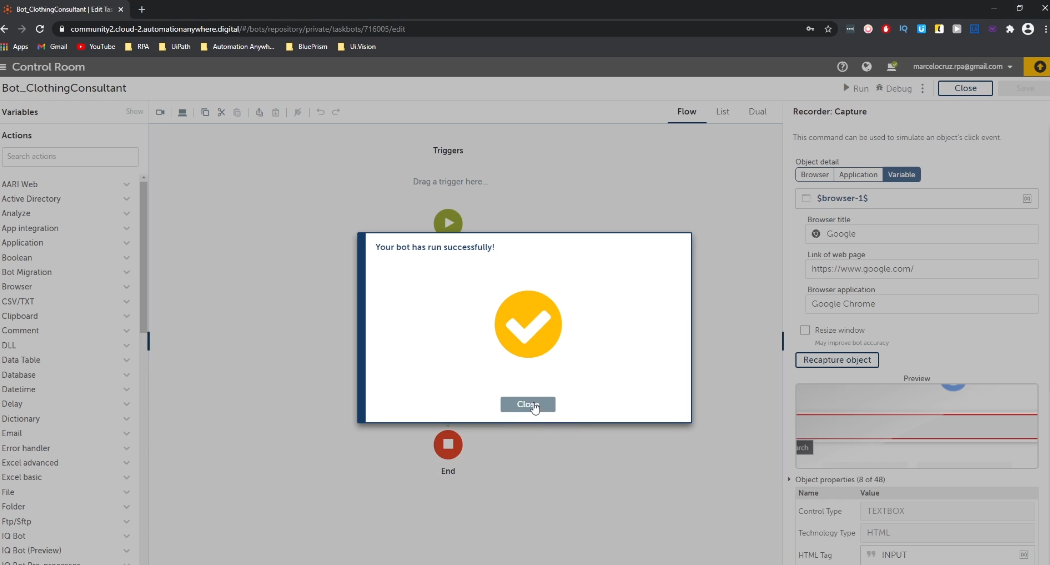 Bot_ClothingConsultant | Edit Ta
community2.cloud-2.automationanywhere.digital/#/bots/repository/private/taskbots/716005/edit
Apps Gmail YouTube RPA UiPath Automation Anywh... BluePrism Ui.Vision
Control Room
marcelocruz.rpa@gmail.com
Bot_ClothingConsultant
Run Debug Close Save
Variables Show
Flow List Dual
Recorder: Capture
Actions
Search actions
AARI Web
Active Directory
Analyze
App integration
Application
Boolean
Bot Migration
Browser
CSV/TXT
Clipboard
Comment
DLL
Data Table
Database
Datetime
Delay
Dictionary
Email
Error handler
Excel advanced
Excel basic
File
Folder
Ftp/Sftp
IQ Bot
IQ Bot (Preview)
Triggers
Drag a trigger here...
Your bot has run successfully!
Close
End
This command can be used to simulate an object's click event.
Object detail
Browser Application Variable
$browser-1$
Browser title
Google
Link of web page
https://www.google.com/
Browser application
Google Chrome
Resize window
May improve bot accuracy
Recapture object
Preview
arch
Object properties (8 of 48)
Name Value
Control Type TEXTBOX
Technology Type HTML
HTML Tag INPUT